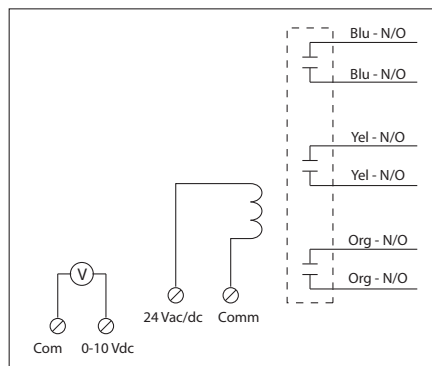 Blu - N/O
Blu - N/O
Yel - N/O
Yel - N/O
Org - N/O
Org - N/O
V
24 Vac/dc Comm
Com 0-10 Vdc